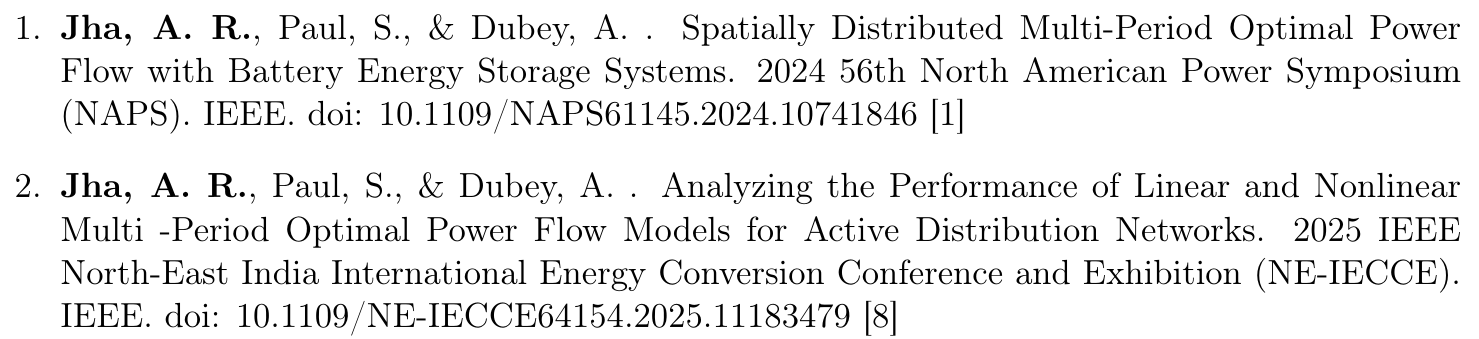 1. Jha, A. R., Paul, S., & Dubey, A. . Spatially Distributed Multi-Period Optimal Power
Flow with Battery Energy Storage Systems. 2024 56th North American Power Symposium
(NAPS). IEEE. doi: 10.1109/NAPS61145.2024.10741846 [1]
2. Jha, A. R., Paul, S., & Dubey, A. . Analyzing the Performance of Linear and Nonlinear
Multi -Period Optimal Power Flow Models for Active Distribution Networks. 2025 IEEE
North-East India International Energy Conversion Conference and Exhibition (NE-IECCE).
IEEE. doi: 10.1109/NE-IECCE64154.2025.11183479 [8]